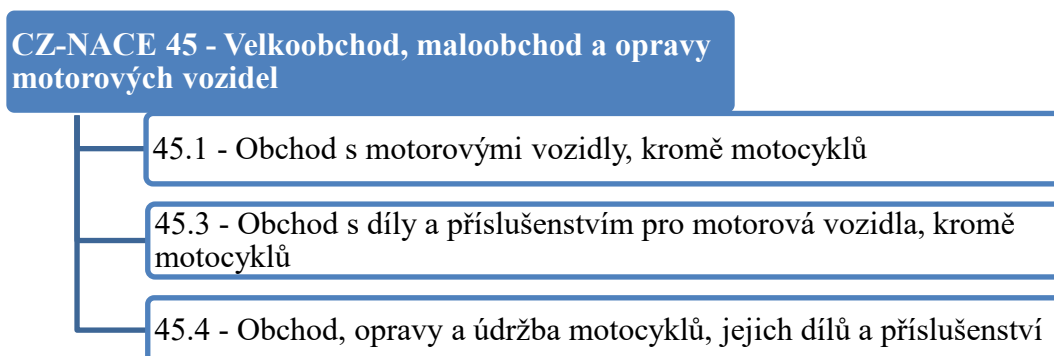 CZ-NACE 45 - Velkoobchod, maloobchod a opravy
motorových vozidel
45.1 - Obchod s motorovými vozidly, kromě motocyklů
45.3 - Obchod s díly a příslušenstvím pro motorová vozidla, kromě
motocyklů
45.4 - Obchod, opravy a údržba motocyklů, jejich dílů a příslušenství